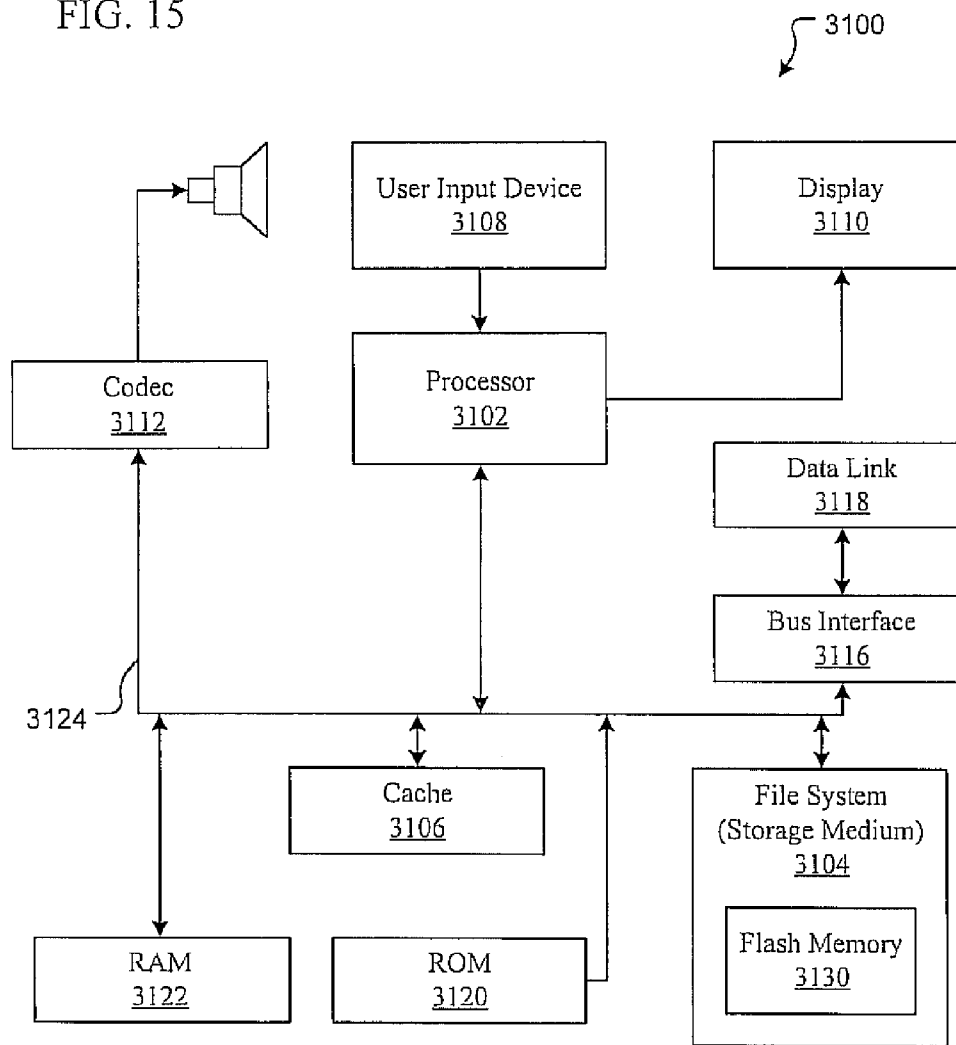 FIG. 15
3100
User Input Device
3108
Display
3110
Codec
3112
Processor
3102
Data Link
3118
Bus Interface
3116
3124
Cache
3106
File System
(Storage Medium)
3104
Flash Memory
3130
RAM
3122
ROM
3120